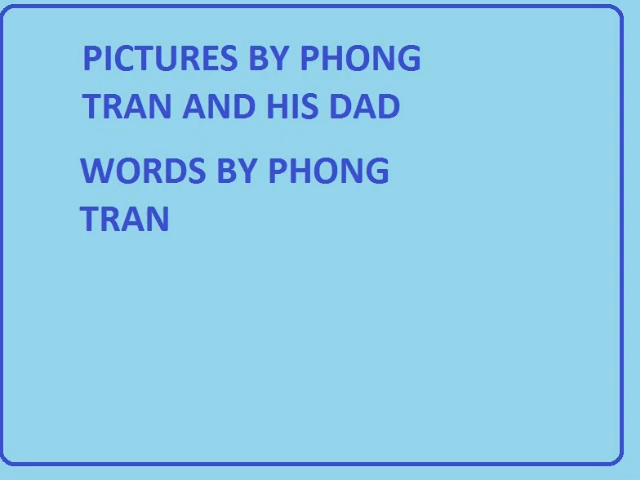 PICTURES BY PHONG
TRAN AND HIS DAD
WORDS BY PHONG
TRAN